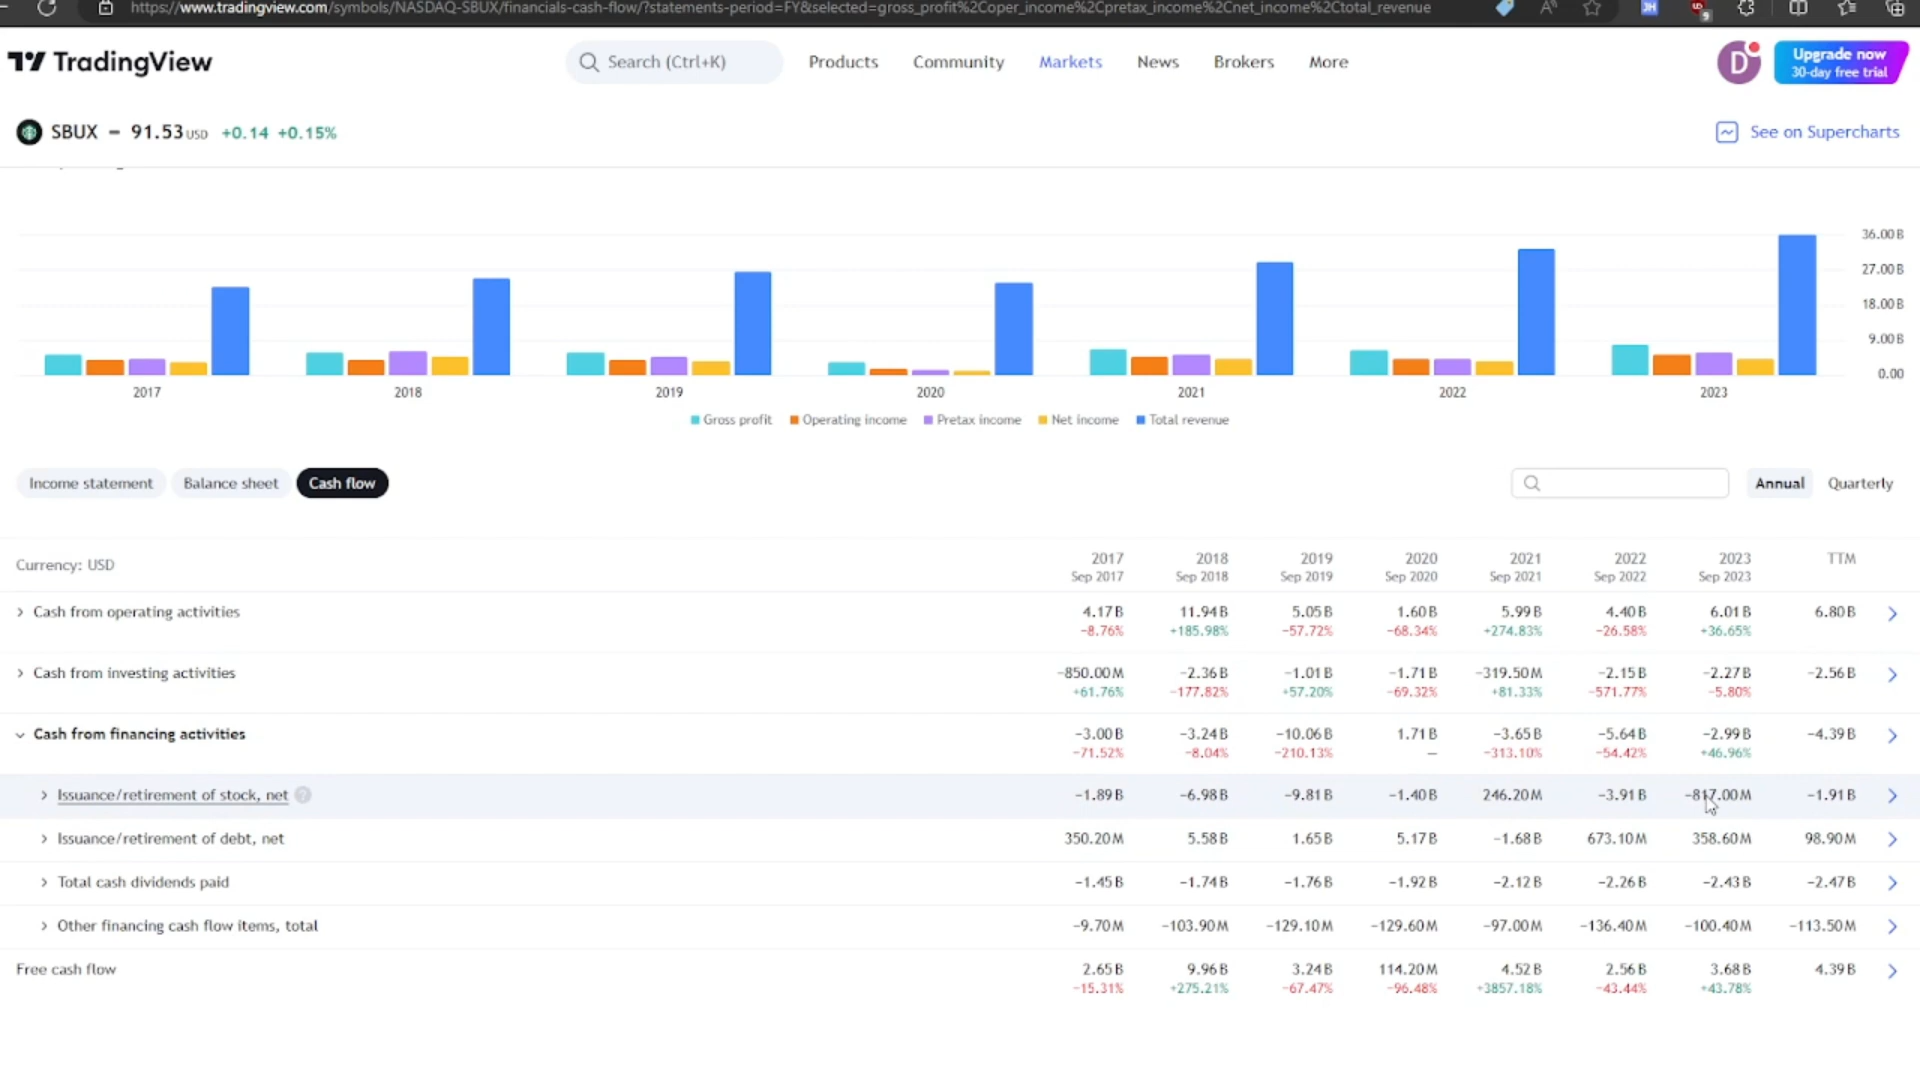 https://www.tradingview.com/symbols/NASDAQ-SBUX/financials-cash-flow/?statements-period=FY&selected=gross_profit%2Coper_income%2Cpretax_income%2Cnet_income%2Ctotal_revenue
JH
9
TradingView
Search (Ctrl+K)
Products
Community
Markets
News
Brokers
More
D
Upgrade now
30-day free trial
SBUX − 91.53 USD +0.14 +0.15%
See on Supercharts
36.00 B
27.00 B
18.00 B
9.00 B
0.00
2017 2018 2019 2020 2021 2022 2023
Gross profit Operating income Pretax income Net income Total revenue
Income statement Balance sheet Cash flow Annual Quarterly
2017 2018 2019 2020 2021 2022 2023 TTM
Currency: USD
Sep 2017 Sep 2018 Sep 2019 Sep 2020 Sep 2021 Sep 2022 Sep 2023
Cash from operating activities 4.17 B 11.94 B 5.05 B 1.60 B 5.99 B 4.40 B 6.01 B 6.80 B
−8.76% +185.98% −57.72% −68.34% +274.83% −26.58% +36.65%
Cash from investing activities −850.00 M −2.36 B −1.01 B −1.71 B −319.50 M −2.15 B −2.27 B −2.56 B
+61.76% −177.82% +57.20% −69.32% +81.33% −571.77% −5.80%
Cash from financing activities −3.00 B −3.24 B −10.06 B 1.71 B −3.65 B −5.64 B −2.99 B −4.39 B
−71.52% −8.04% −210.13% — −313.10% −54.42% +46.96%
Issuance/retirement of stock, net ? −1.89 B −6.98 B −9.81 B −1.40 B 246.20 M −3.91 B −817.00 M −1.91 B
Issuance/retirement of debt, net 350.20 M 5.58 B 1.65 B 5.17 B −1.68 B 673.10 M 358.60 M 98.90 M
Total cash dividends paid −1.45 B −1.74 B −1.76 B −1.92 B −2.12 B −2.26 B −2.43 B −2.47 B
Other financing cash flow items, total −9.70 M −103.90 M −129.10 M −129.60 M −97.00 M −136.40 M −100.40 M −113.50 M
Free cash flow 2.65 B 9.96 B 3.24 B 114.20 M 4.52 B 2.56 B 3.68 B 4.39 B
−15.31% +275.21% −67.47% −96.48% +3857.18% −43.44% +43.78%